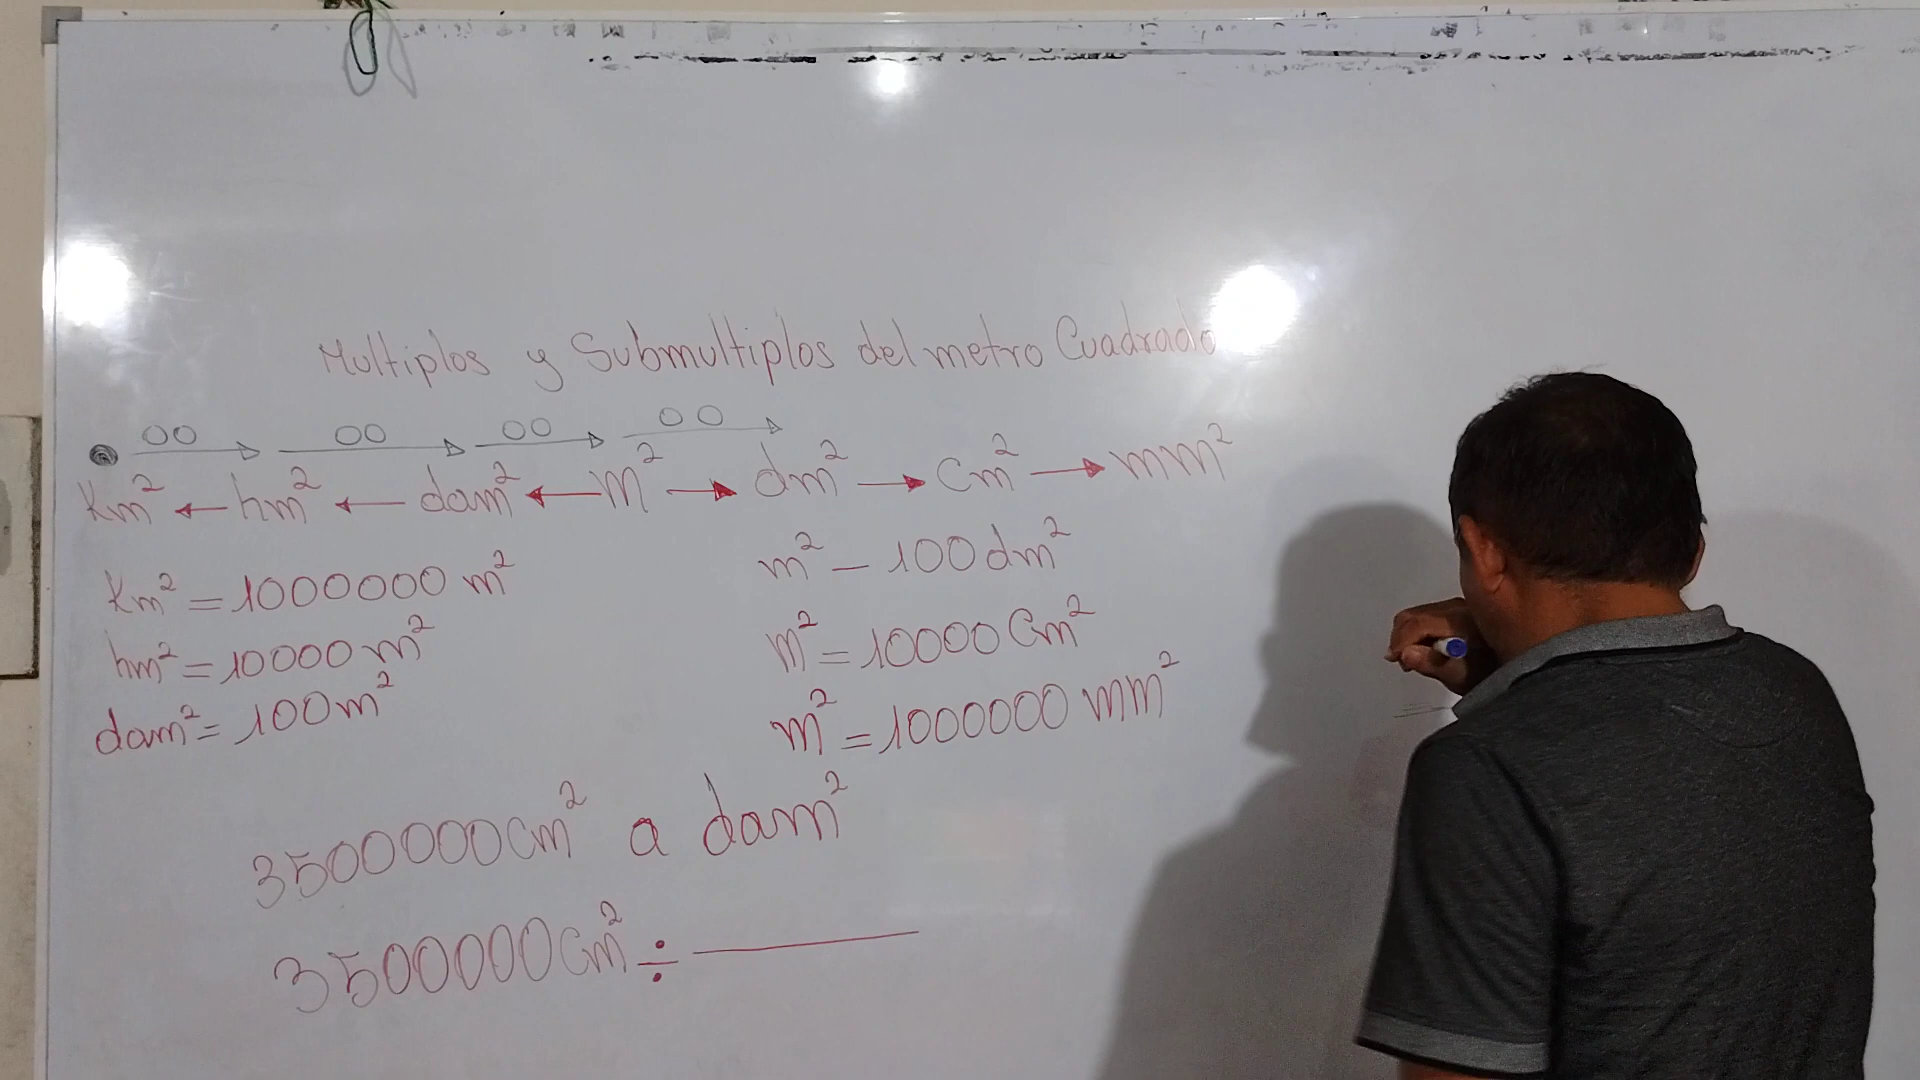 Multiplos y Submultiplos del metro Cuadrado
00 00 00 00
km² ← hm² ← dam² ← m² → dm² → cm² → mm²
km² = 1000000 m²
hm² = 10000 m²
dam² = 100 m²
m² – 100 dm²
m² = 10000 Cm²
m² = 1000000 mm²
3500000 cm² a dam²
3500000 Cm² ÷